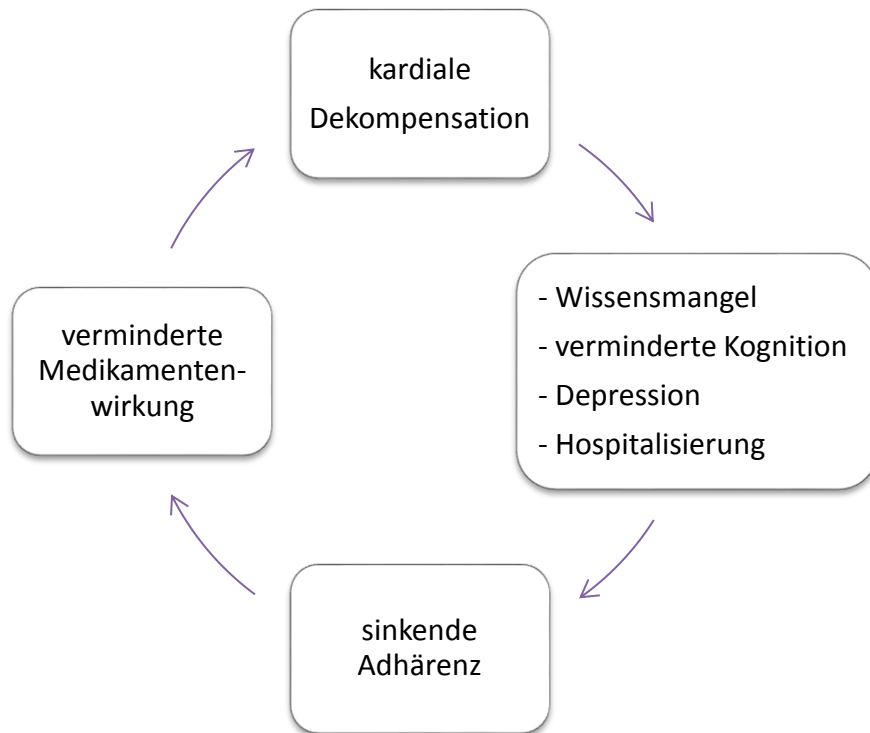 kardiale
Dekompensation
- Wissensmangel
- verminderte Kognition
- Depression
- Hospitalisierung
sinkende
Adhärenz
verminderte
Medikamenten-
wirkung